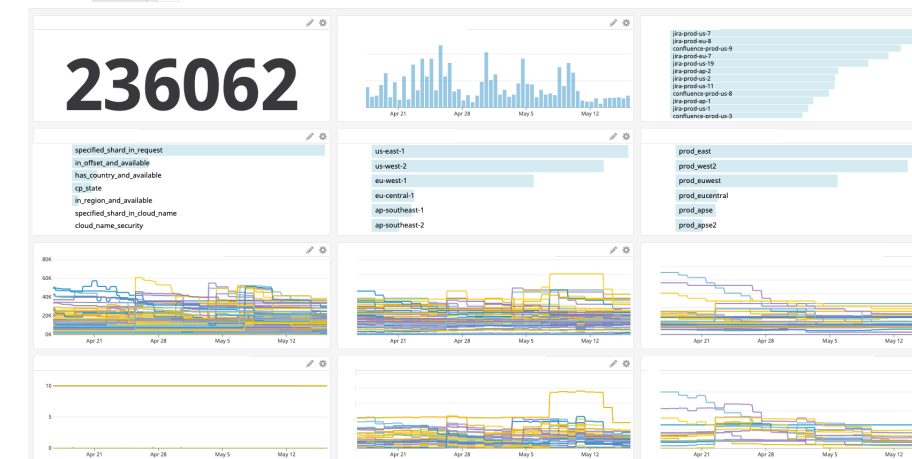 236062
Apr 21 Apr 28 May 5 May 12
jira-prod-us-7
jira-prod-eu-8
confluence-prod-us-9
jira-prod-eu-7
jira-prod-us-19
jira-prod-ap-2
jira-prod-us-2
jira-prod-us-11
confluence-prod-us-8
jira-prod-ap-1
jira-prod-us-1
confluence-prod-us-3
specified_shard_in_request
in_offset_and_available
has_country_and_available
cp_state
in_region_and_available
specified_shard_in_cloud_name
cloud_name_security
us-east-1
us-west-2
eu-west-1
eu-central-1
ap-southeast-1
ap-southeast-2
prod_east
prod_west2
prod_euwest
prod_eucentral
prod_apse
prod_apse2
80K
60K
40K
20K
0K
Apr 21 Apr 28 May 5 May 12
Apr 21 Apr 28 May 5 May 12
Apr 21 Apr 28 May 5 May 12
10
5
0
Apr 21 Apr 28 May 5 May 12
Apr 21 Apr 28 May 5 May 12
Apr 21 Apr 28 May 5 May 12